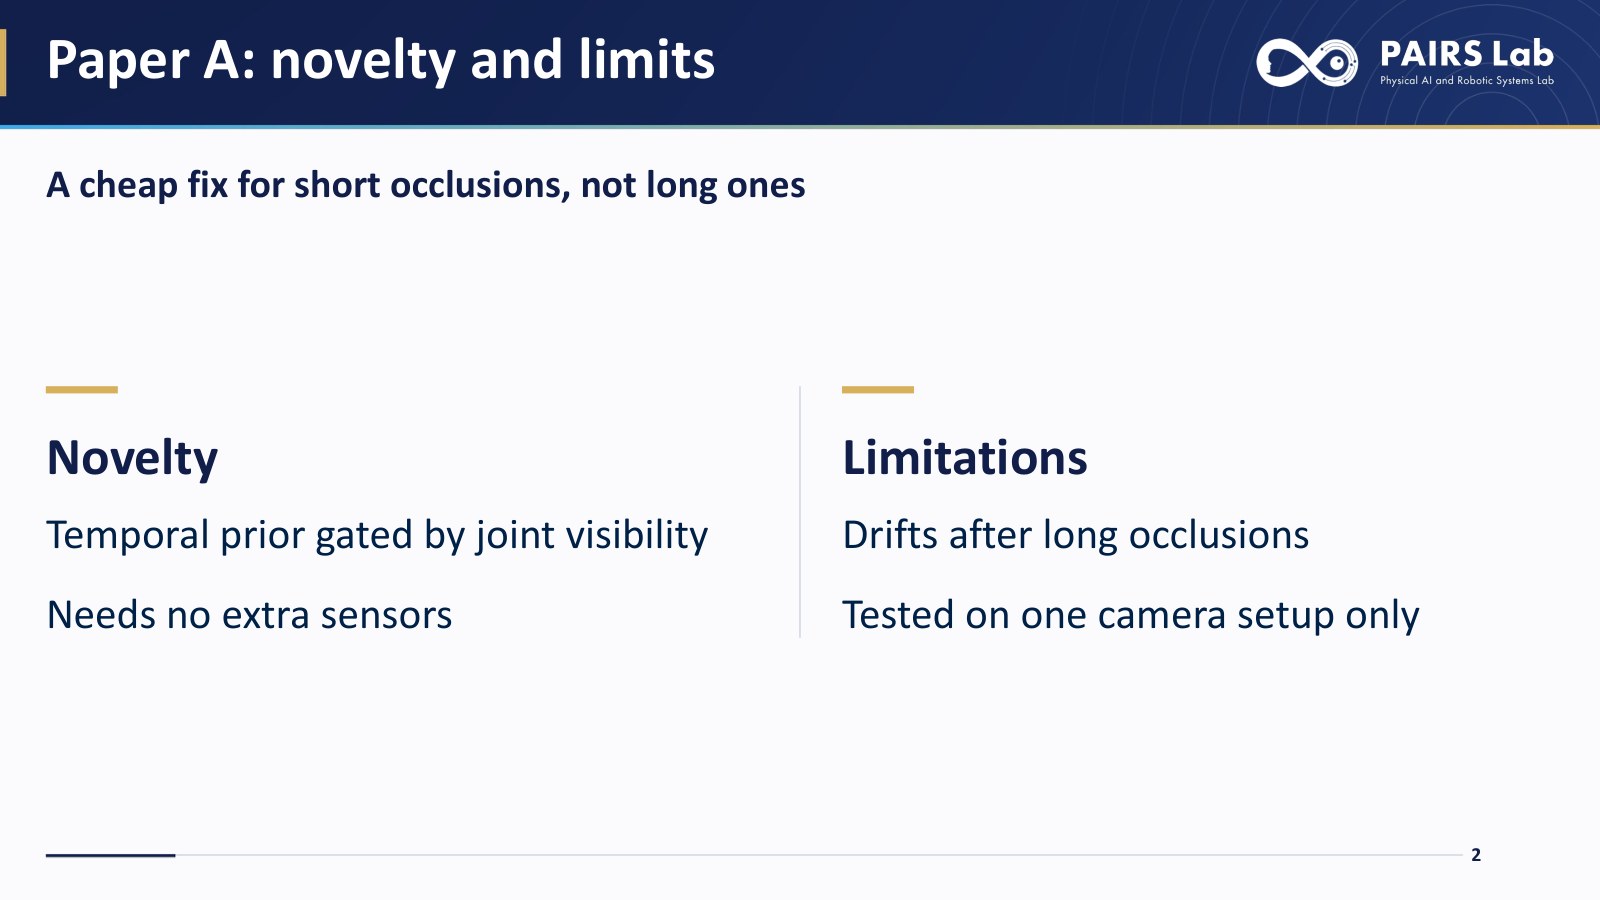 Paper A: novelty and limits
PAIRS Lab
Physical AI and Robotic Systems Lab
A cheap fix for short occlusions, not long ones
Novelty
Temporal prior gated by joint visibility
Needs no extra sensors
Limitations
Drifts after long occlusions
Tested on one camera setup only
2